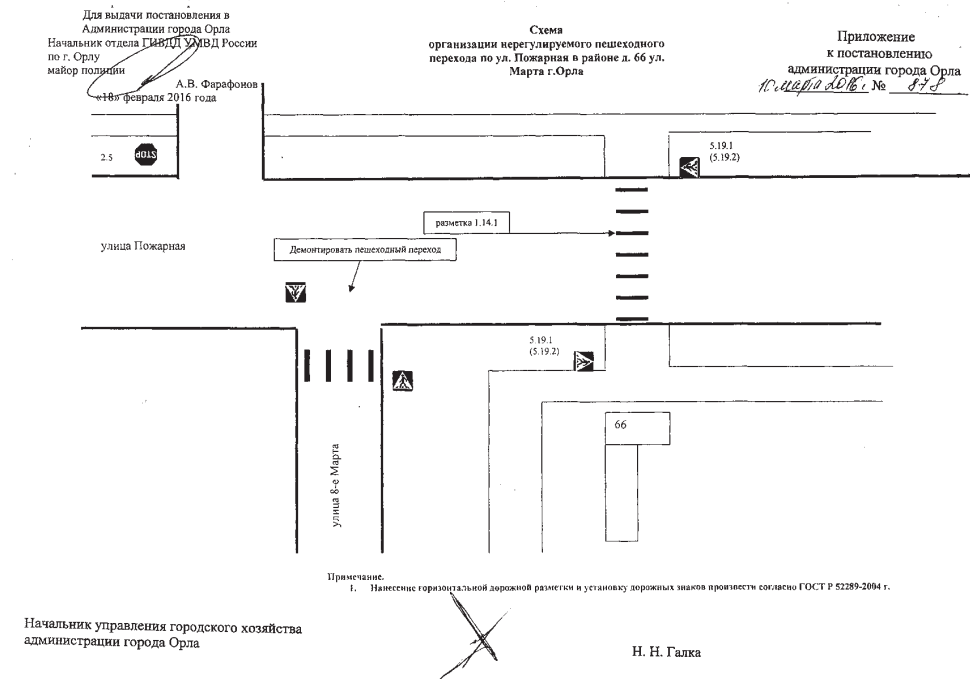 Для выдачи постановления в
Администрации города Орла
Начальник отдела ГИБДД УМВД России
по г. Орлу
майор полиции
А.В. Фарафонов
«18» февраля 2016 года
Схема
организации нерегулируемого пешеходного
перехода по ул. Пожарная в районе д. 66 ул.
Марта г.Орла
Приложение
к постановлению
администрации города Орла
10 марта 2016г. № 878
2.5
STOP
5.19.1
(5.19.2)
разметка 1.14.1
улица Пожарная
Демонтировать пешеходный переход
5.19.1
(5.19.2)
66
улица 8-е Марта
Примечание.
1. Нанесение горизонтальной дорожной разметки и установку дорожных знаков произвести согласно ГОСТ Р 52289-2004 г.
Начальник управления городского хозяйства
администрации города Орла
Н. Н. Галка